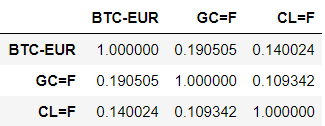 BTC-EUR GC=F CL=F
BTC-EUR 1.000000 0.190505 0.140024
GC=F 0.190505 1.000000 0.109342
CL=F 0.140024 0.109342 1.000000